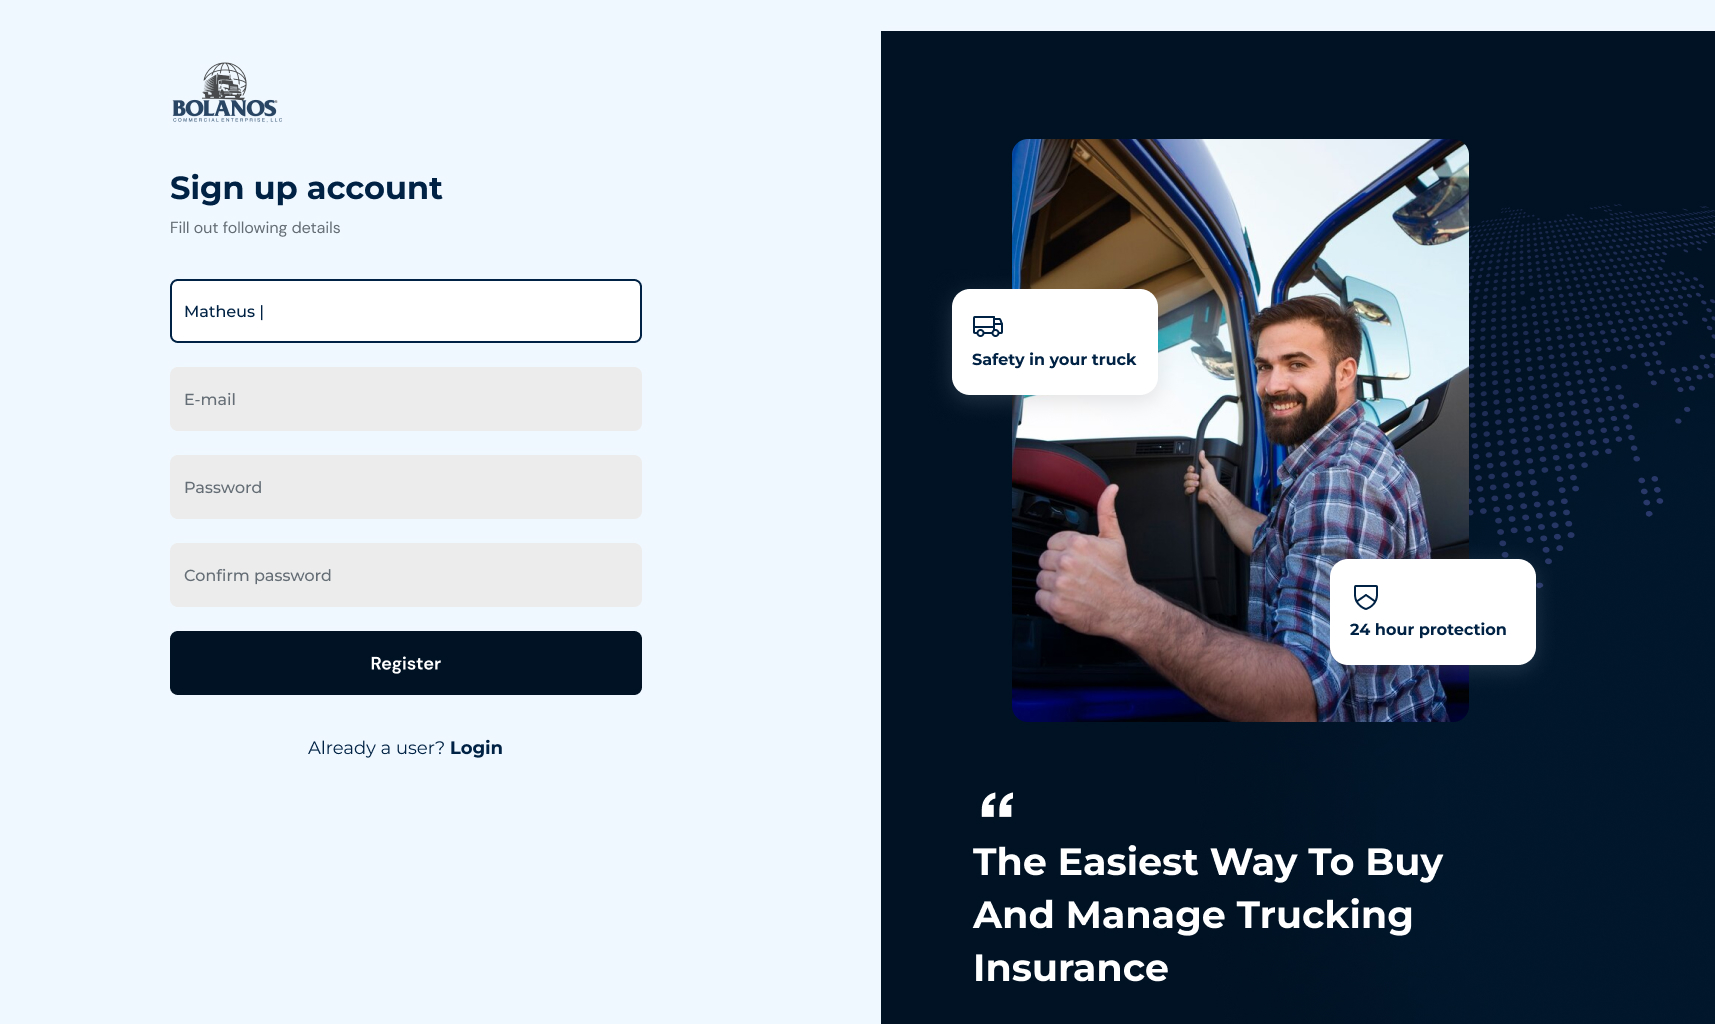 BOLANOS
COMMERCIAL ENTERPRISE, LLC
Sign up account
Fill out following details
Matheus |
E-mail
Password
Confirm password
Register
Already a user? Login
Safety in your truck
24 hour protection
“
The Easiest Way To Buy
And Manage Trucking
Insurance